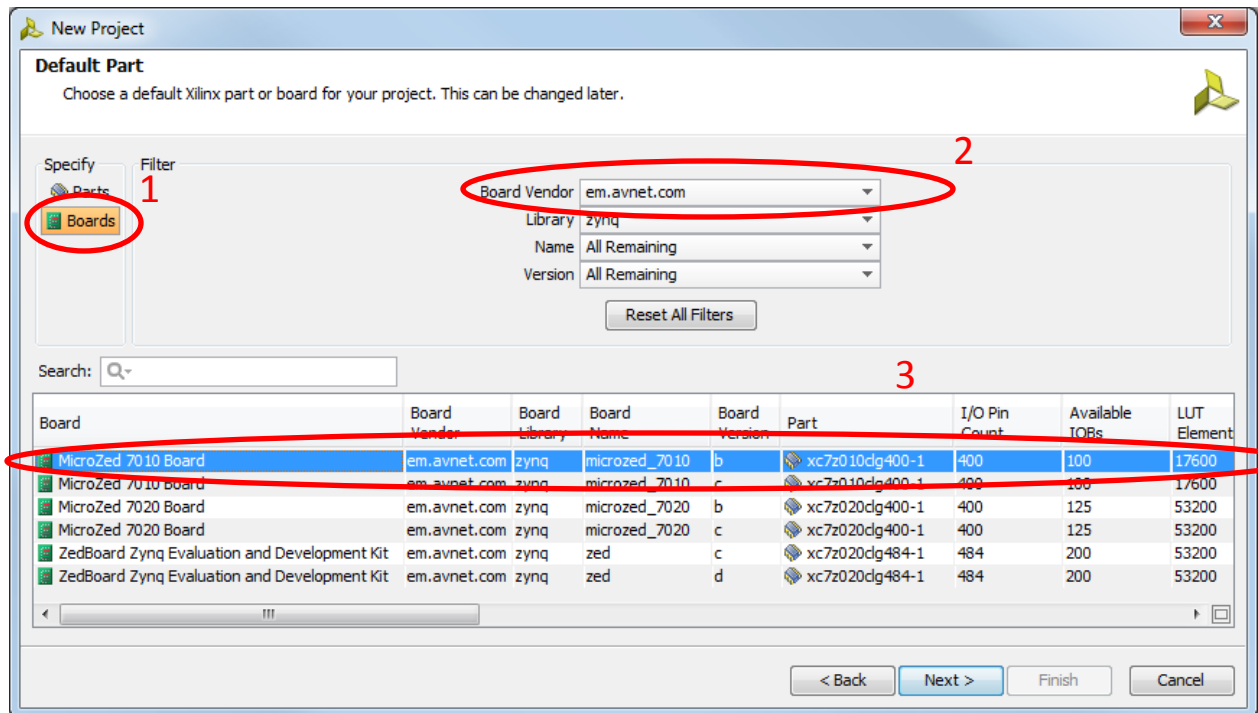 New Project
Default Part
Choose a default Xilinx part or board for your project. This can be changed later.
Specify
Filter
2
Parts
1
Board Vendor em.avnet.com
Boards
Library zynq
Name All Remaining
Version All Remaining
Reset All Filters
Search:
3
Board Board Vendor Board Library Board Name Board Version Part I/O Pin Count Available IOBs LUT Element
MicroZed 7010 Board em.avnet.com zynq microzed_7010 b xc7z010clg400-1 400 100 17600
MicroZed 7010 Board em.avnet.com zynq microzed_7010 c xc7z010clg400-1 400 100 17600
MicroZed 7020 Board em.avnet.com zynq microzed_7020 b xc7z020clg400-1 400 125 53200
MicroZed 7020 Board em.avnet.com zynq microzed_7020 c xc7z020clg400-1 400 125 53200
ZedBoard Zynq Evaluation and Development Kit em.avnet.com zynq zed c xc7z020clg484-1 484 200 53200
ZedBoard Zynq Evaluation and Development Kit em.avnet.com zynq zed d xc7z020clg484-1 484 200 53200
< Back Next > Finish Cancel